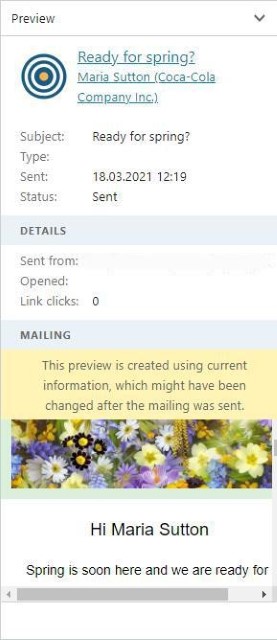 Preview
Ready for spring?
Maria Sutton (Coca-Cola
Company Inc.)
Subject: Ready for spring?
Type:
Sent: 18.03.2021 12:19
Status: Sent
DETAILS
Sent from:
Opened:
Link clicks: 0
MAILING
This preview is created using current
information, which might have been
changed after the mailing was sent.
Hi Maria Sutton
Spring is soon here and we are ready for